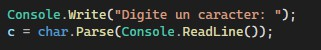 Console.Write("Digite un caracter: ");
c = char.Parse(Console.ReadLine());